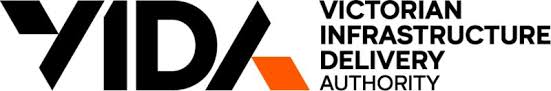 VIDA
VICTORIAN
INFRASTRUCTURE
DELIVERY
AUTHORITY